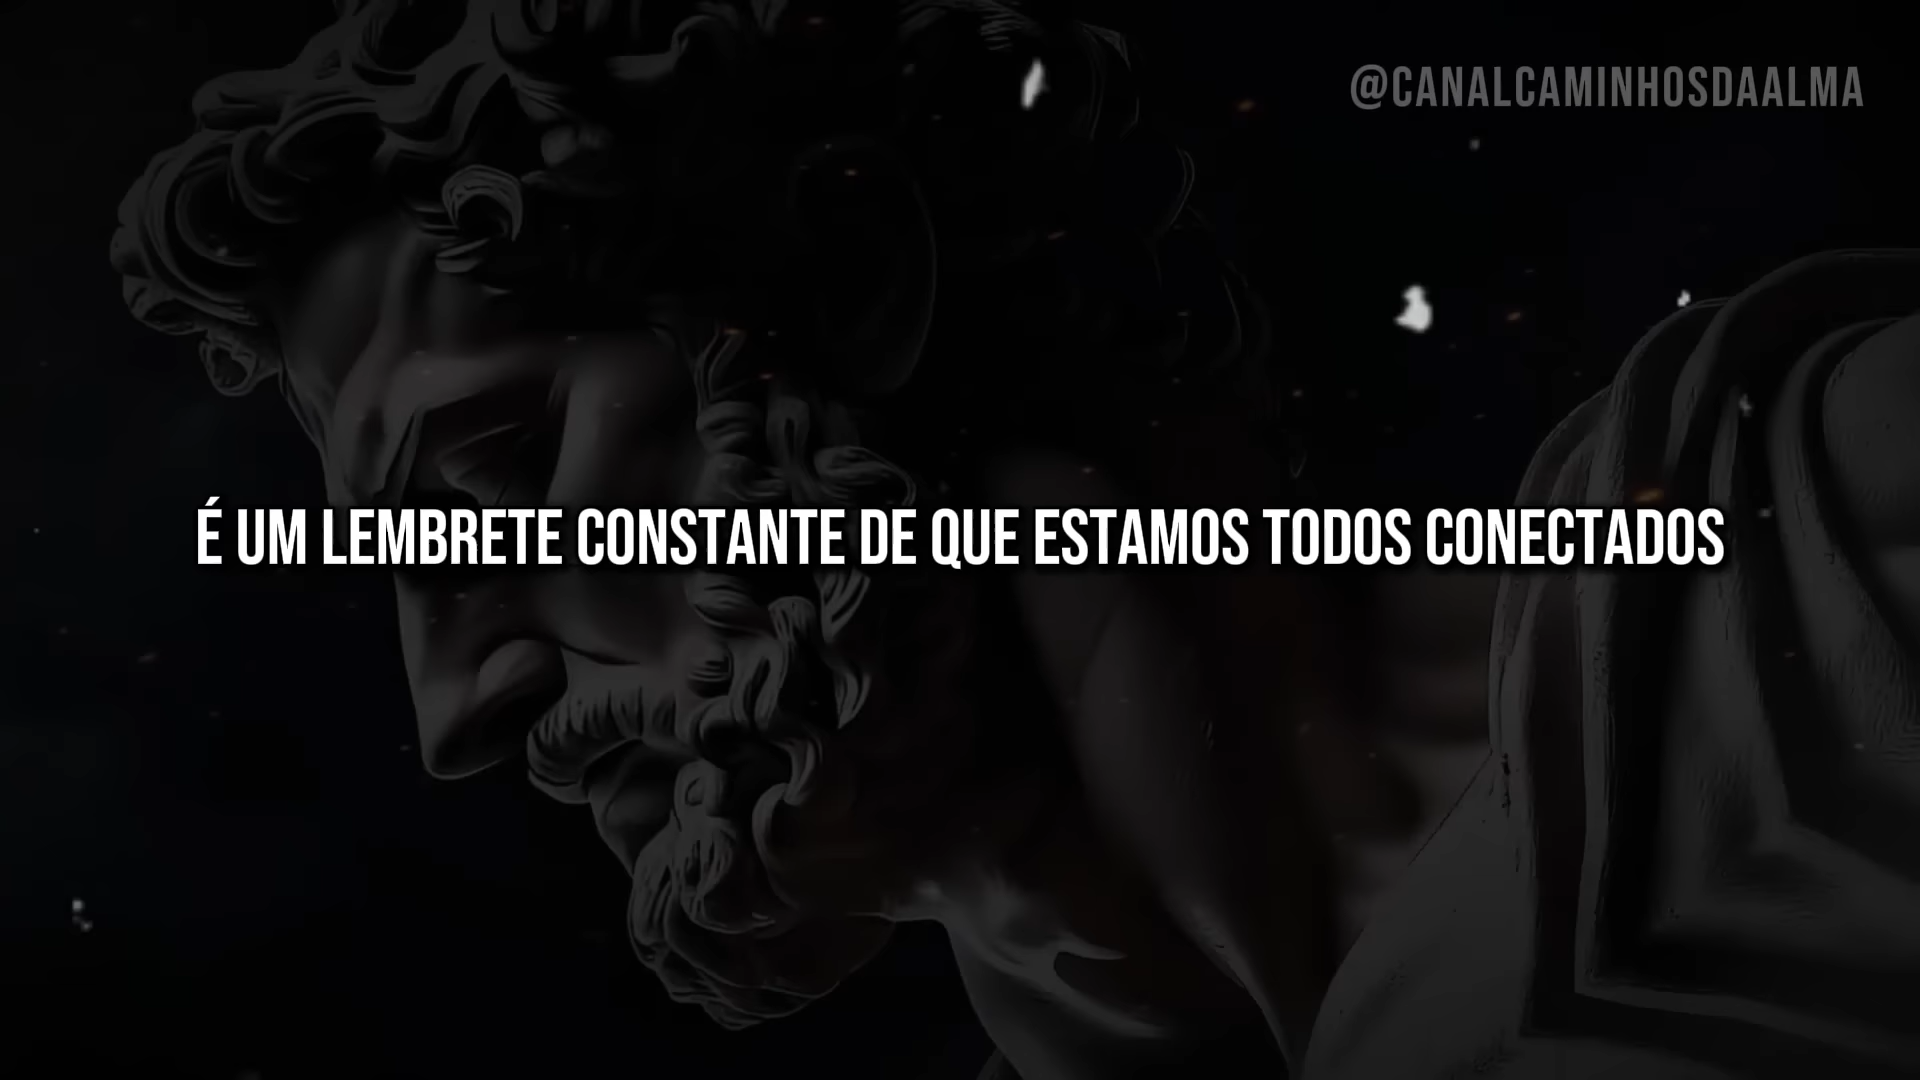 @CANALCAMINHOSDAALMA
É UM LEMBRETE CONSTANTE DE QUE ESTAMOS TODOS CONECTADOS